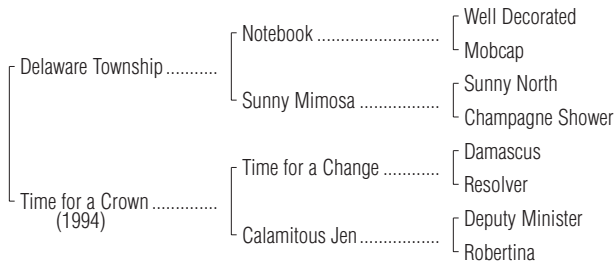 Well Decorated
Notebook ........................
Mobcap
Delaware Township ..........
Sunny North
Sunny Mimosa ................
Champagne Shower
Damascus
Time for a Change ...........
Resolver
Time for a Crown .............
(1994)
Deputy Minister
Calamitous Jen ................
Robertina